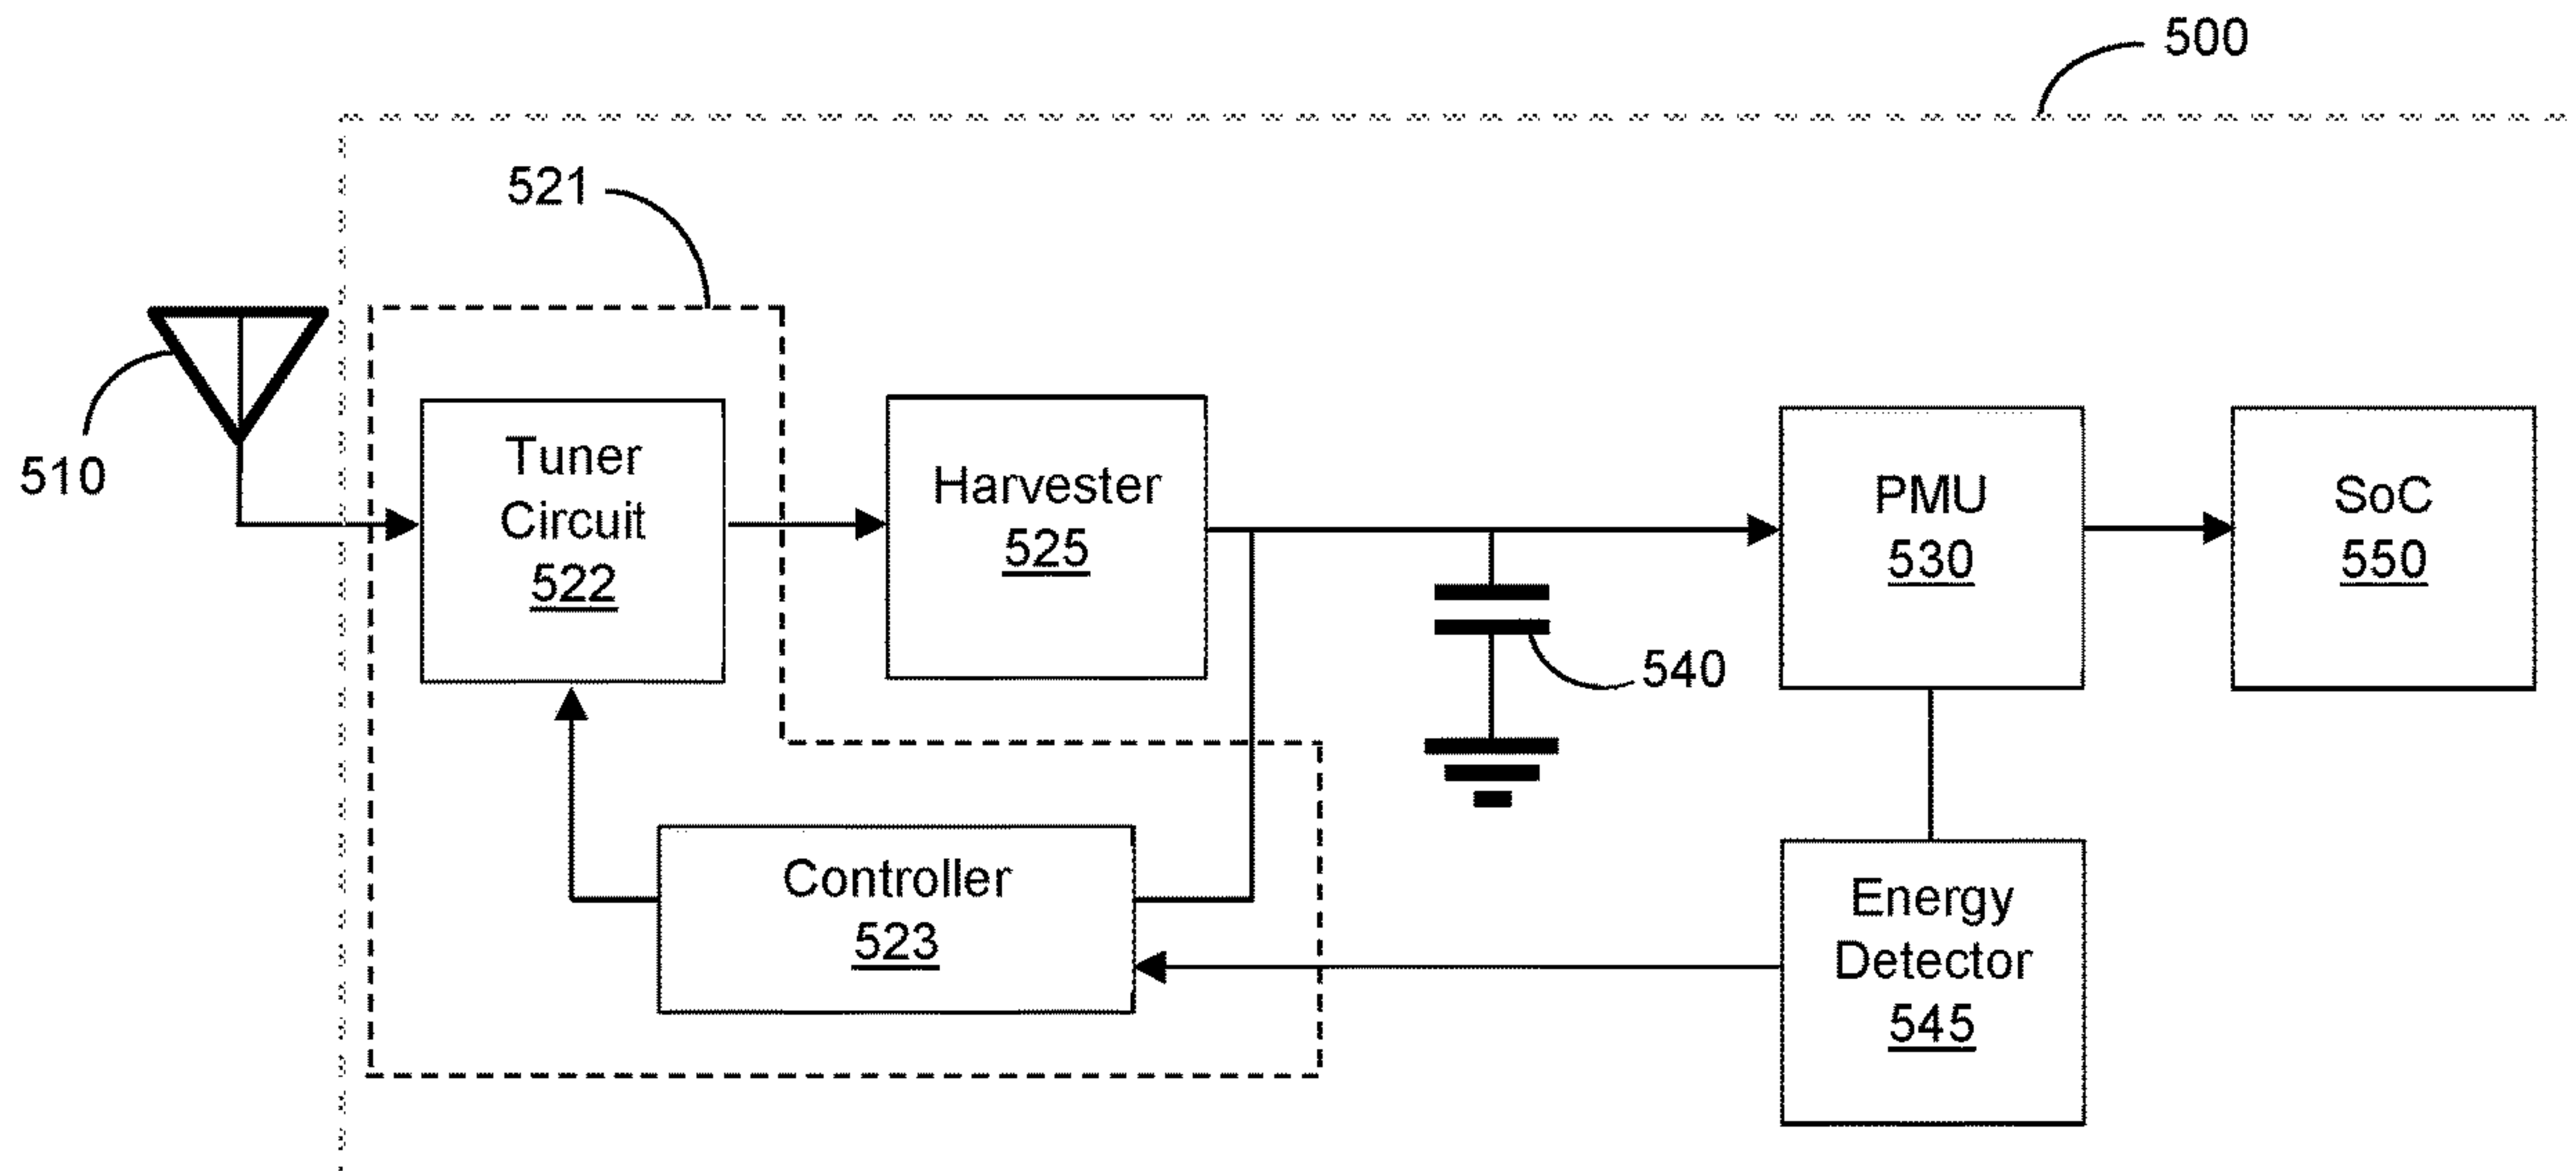 500
521
510
Tuner
Circuit
522
Harvester
525
PMU
530
SoC
550
540
Controller
523
Energy
Detector
545